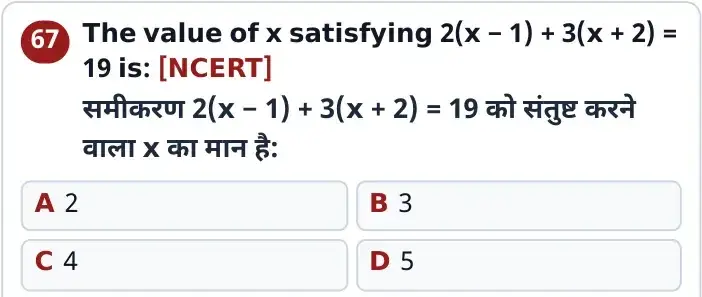 67 The value of x satisfying 2(x − 1) + 3(x + 2) =
19 is: [NCERT]
समीकरण 2(x − 1) + 3(x + 2) = 19 को संतुष्ट करने
वाला x का मान है:
A 2
B 3
C 4
D 5